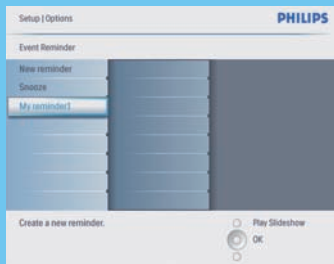 Setup | Options
PHILIPS
Event Reminder
New reminder
Snooze
My reminder1
Create a new reminder.
Play Slideshow
OK